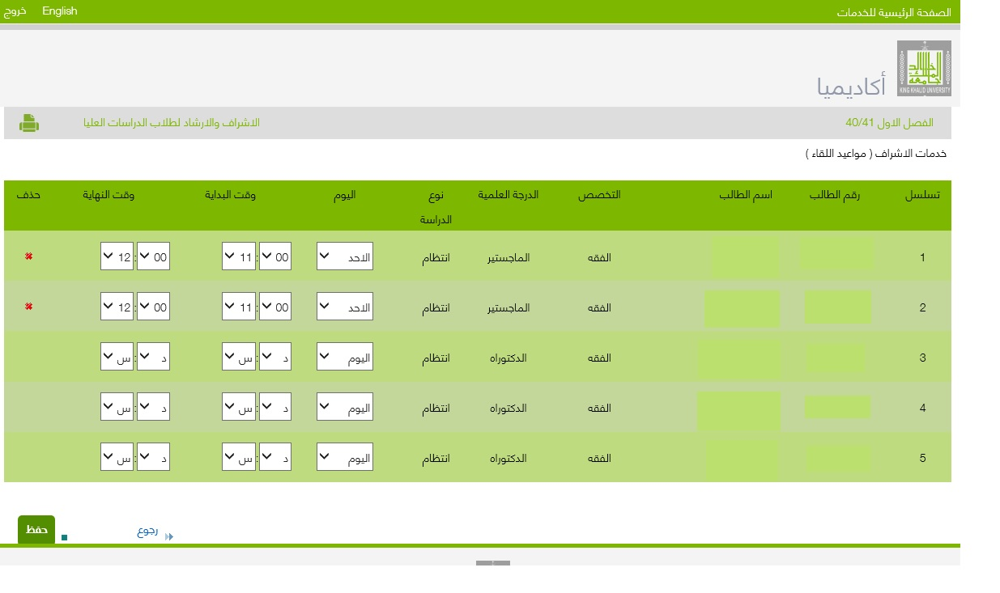 الصفحة الرئيسية للخدمات English خروج
KING KHALID UNIVERSITY
أكاديميا
الفصل الاول 40/41 الاشراف والارشاد لطلاب الدراسات العليا
خدمات الاشراف ( مواعيد اللقاء )
تسلسل رقم الطالب اسم الطالب التخصص الدرجة العلمية نوع الدراسة اليوم وقت البداية وقت النهاية حذف
1 الفقه الماجستير انتظام الاحد 00 : 11 00 : 12
2 الفقه الماجستير انتظام الاحد 00 : 11 00 : 12
3 الفقه الدكتوراه انتظام اليوم د : س د : س
4 الفقه الدكتوراه انتظام اليوم د : س د : س
5 الفقه الدكتوراه انتظام اليوم د : س د : س
رجوع حفظ